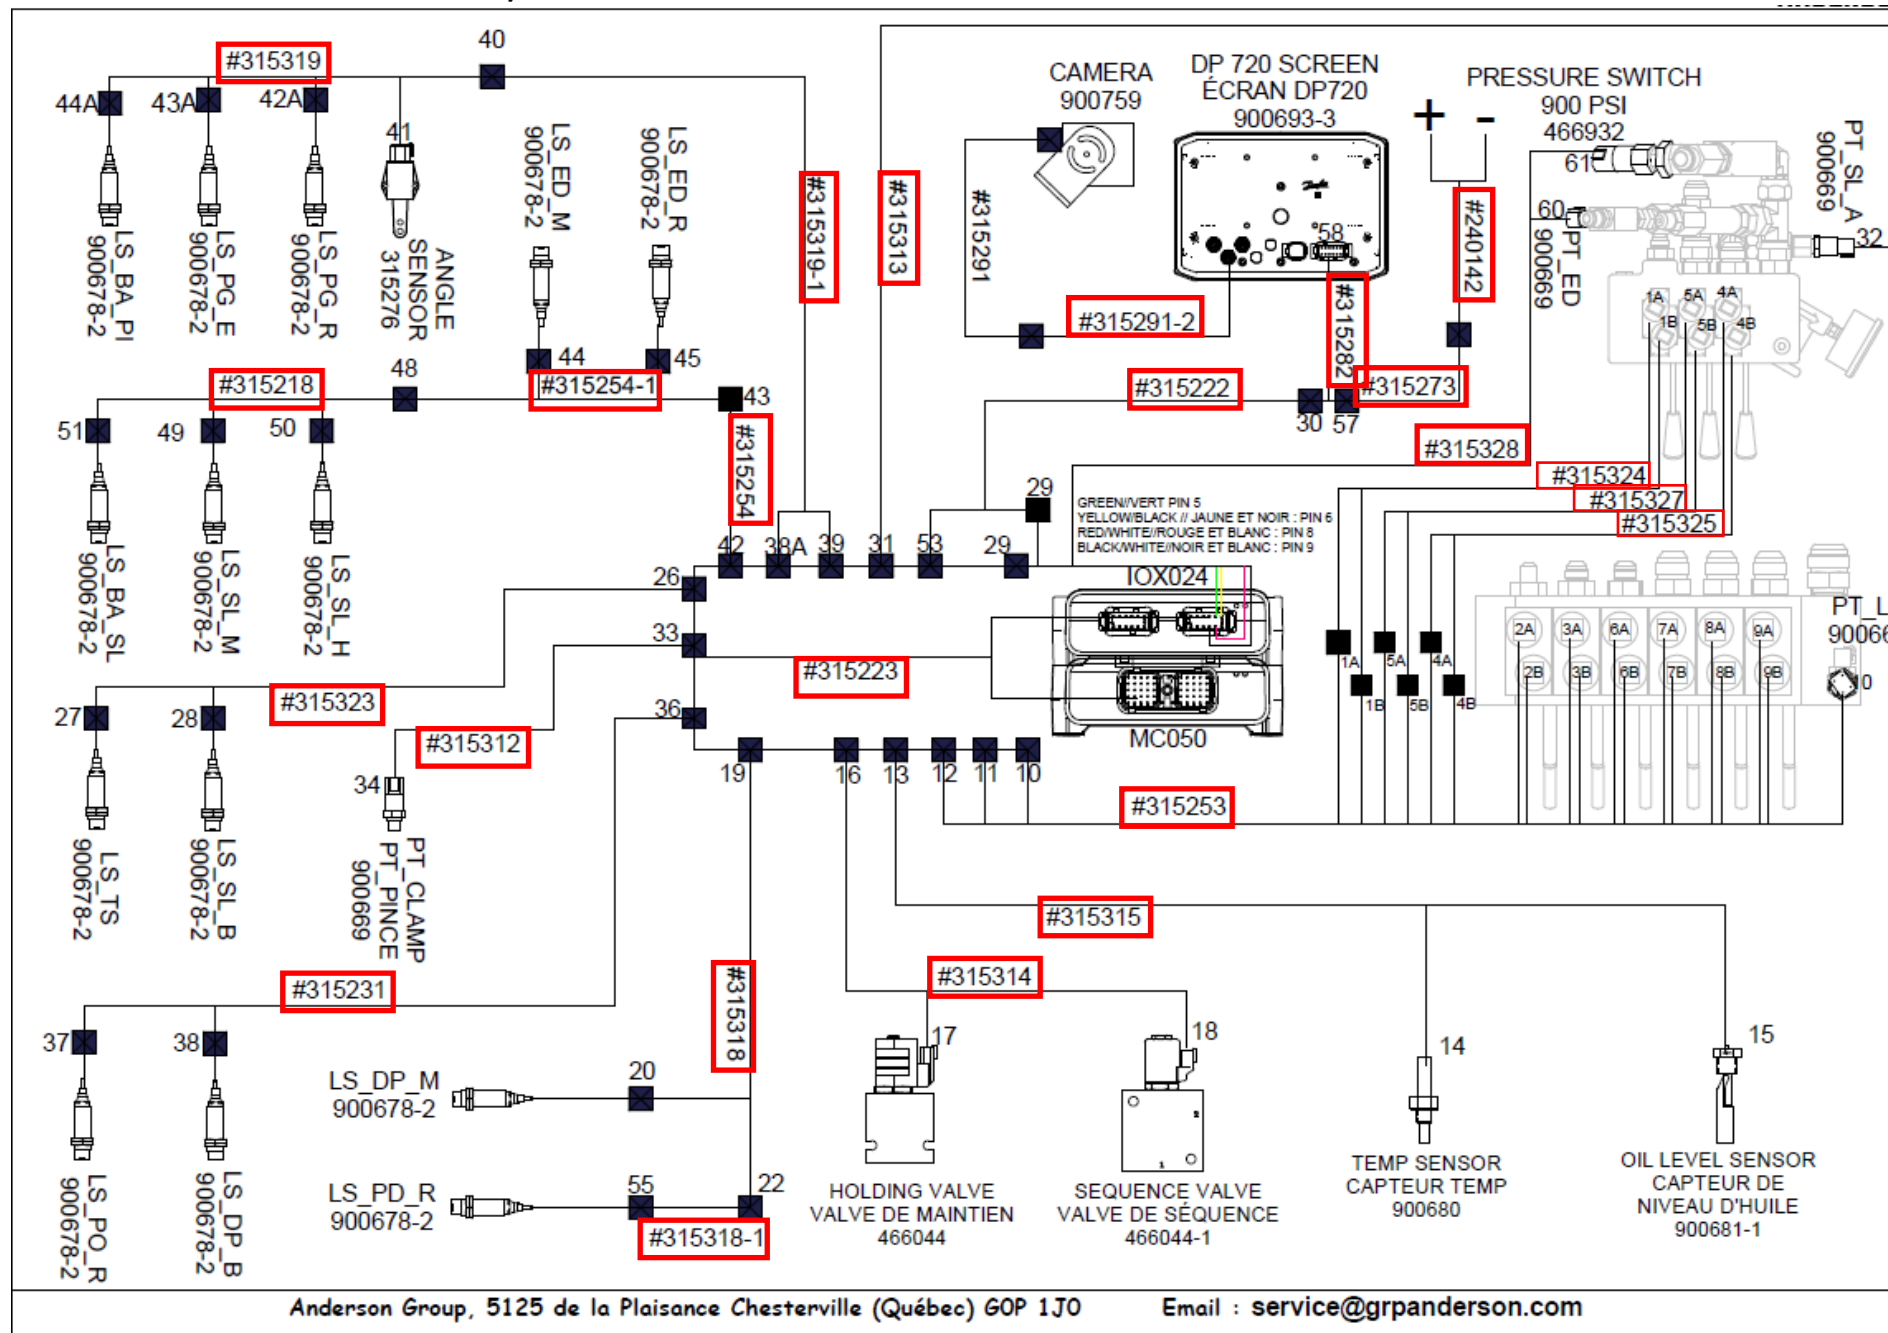 #315319
40
44A
43A
42A
41
LS_BA_PI
900678-2
LS_PG_E
900678-2
LS_PG_R
900678-2
ANGLE
SENSOR
315276
LS_ED_M
900678-2
LS_ED_R
900678-2
#315319-1
#315313
CAMERA
900759
#315291
#315291-2
DP 720 SCREEN
ÉCRAN DP720
900693-3
58
#315282
+ -
#240142
#315273
PRESSURE SWITCH
900 PSI
466932
61
60
PT_ED
900669
PT_SL_A
900669
32
1A
5A
4A
1B
5B
4B
44
45
48
#315218
#315254-1
43
#315254
#315222
30
57
#315328
#315324
#315327
#315325
51
49
50
LS_BA_SL
900678-2
LS_SL_M
900678-2
LS_SL_H
900678-2
29
GREEN//VERT PIN 5
YELLOW/BLACK // JAUNE ET NOIR : PIN 6
RED/WHITE//ROUGE ET BLANC : PIN 8
BLACK/WHITE//NOIR ET BLANC : PIN 9
42
38A
39
31
53
29
IOX024
26
33
#315223
36
MC050
2A
3A
6A
7A
8A
9A
2B
3B
6B
7B
8B
9B
0
1A
5A
4A
1B
5B
4B
#315323
27
28
LS_TS
900678-2
LS_SL_B
900678-2
#315312
34
PT_CLAMP
PT_PINCE
900669
19
16
13
12
11
10
#315253
#315315
#315314
#315318
#315231
37
38
LS_PO_R
900678-2
LS_DP_B
900678-2
LS_DP_M
900678-2
20
LS_PD_R
900678-2
55
22
#315318-1
17
HOLDING VALVE
VALVE DE MAINTIEN
466044
18
SEQUENCE VALVE
VALVE DE SÉQUENCE
466044-1
14
TEMP SENSOR
CAPTEUR TEMP
900680
15
OIL LEVEL SENSOR
CAPTEUR DE
NIVEAU D'HUILE
900681-1
Anderson Group, 5125 de la Plaisance Chesterville (Québec) G0P 1J0 Email : service@grpanderson.com